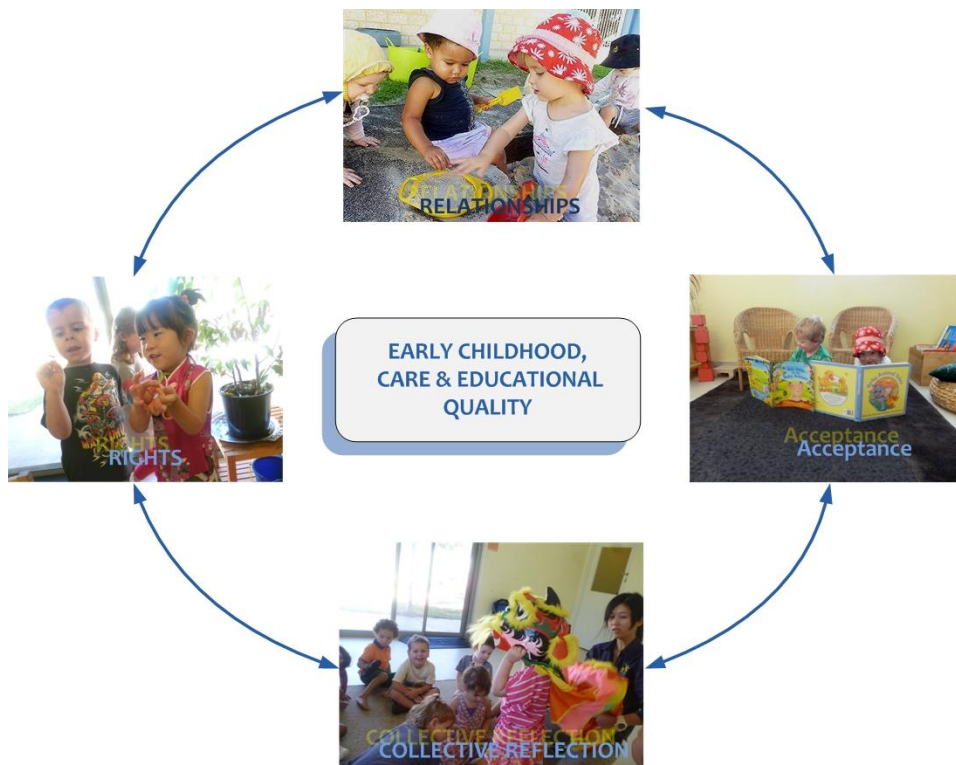 RELATIONSHIPS
RELATIONSHIPS
EARLY CHILDHOOD,
CARE & EDUCATIONAL
QUALITY
RIGHTS
RIGHTS
Acceptance
Acceptance
COLLECTIVE REFLECTION
COLLECTIVE REFLECTION